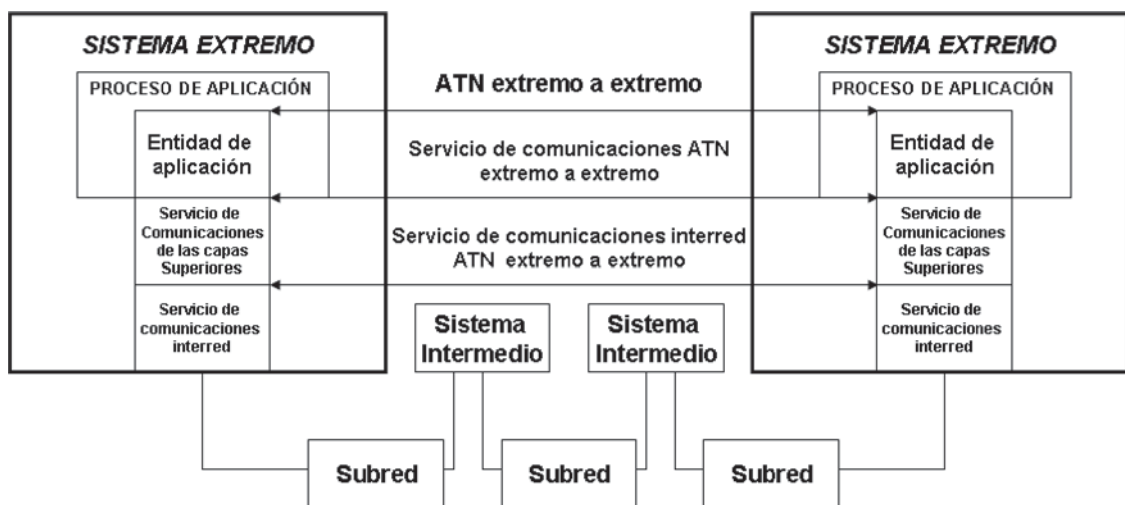 SISTEMA EXTREMO
PROCESO DE APLICACIÓN
Entidad de
aplicación
Servicio de
Comunicaciones
de las capas
Superiores
Servicio de
comunicaciones
interred
ATN extremo a extremo
Servicio de comunicaciones ATN
extremo a extremo
Servicio de comunicaciones interred
ATN extremo a extremo
SISTEMA EXTREMO
PROCESO DE APLICACIÓN
Entidad de
aplicación
Servicio de
Comunicaciones
de las capas
Superiores
Servicio de
comunicaciones
interred
Sistema
Intermedio
Sistema
Intermedio
Subred
Subred
Subred